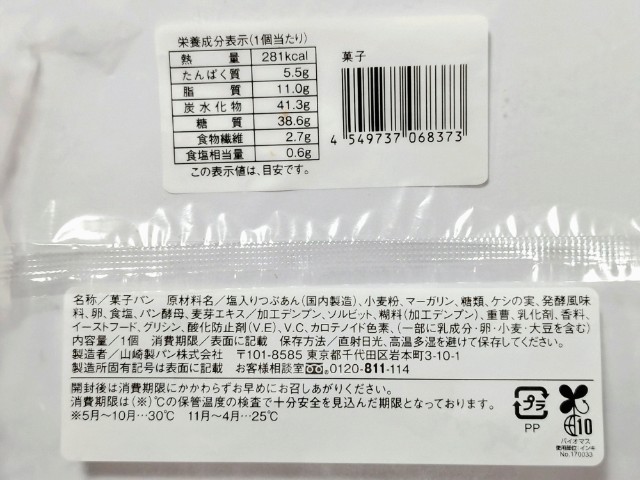 栄養成分表示(1個当たり)
熱量 281kcal
たんぱく質 5.5g
脂質 11.0g
炭水化物 41.3g
糖質 38.6g
食物繊維 2.7g
食塩相当量 0.6g
この表示値は、目安です。
菓子
4 549737 068373
名称/菓子パン 原材料名/塩入りつぶあん(国内製造)、小麦粉、マーガリン、糖類、ケシの実、発酵風味
料、卵、食塩、パン酵母、麦芽エキス/加工デンプン、ソルビット、糊料(加工デンプン)、重曹、乳化剤、香料、
イーストフード、グリシン、酸化防止剤(V.E)、V.C、カロテノイド色素、(一部に乳成分・卵・小麦・大豆を含む)
内容量/1個 消費期限/表面に記載 保存方法/直射日光、高温多湿を避けて保存してください。
製造者/山崎製パン株式会社 〒101-8585 東京都千代田区岩本町3-10-1
製造所固有記号は表面に記載 お客様相談室 0120-811-114
開封後は消費期限にかかわらずお早めにお召しあがりください。
消費期限は(※)℃の保管温度の検査で十分安全を見込んだ期限となっております。
※5月〜10月…30℃ 11月〜4月…25℃
プラ
PP
10
バイオマス
使用部位:インキ
No.170033